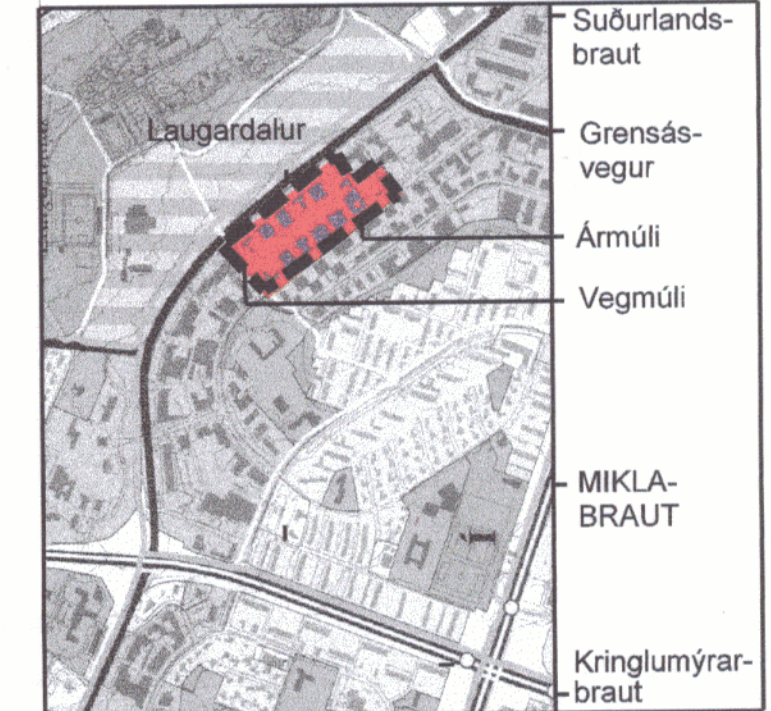 Suðurlands-
braut
Laugardalur
Grensás-
vegur
Ármúli
Vegmúli
MIKLA-
BRAUT
Kringlumýrar-
braut